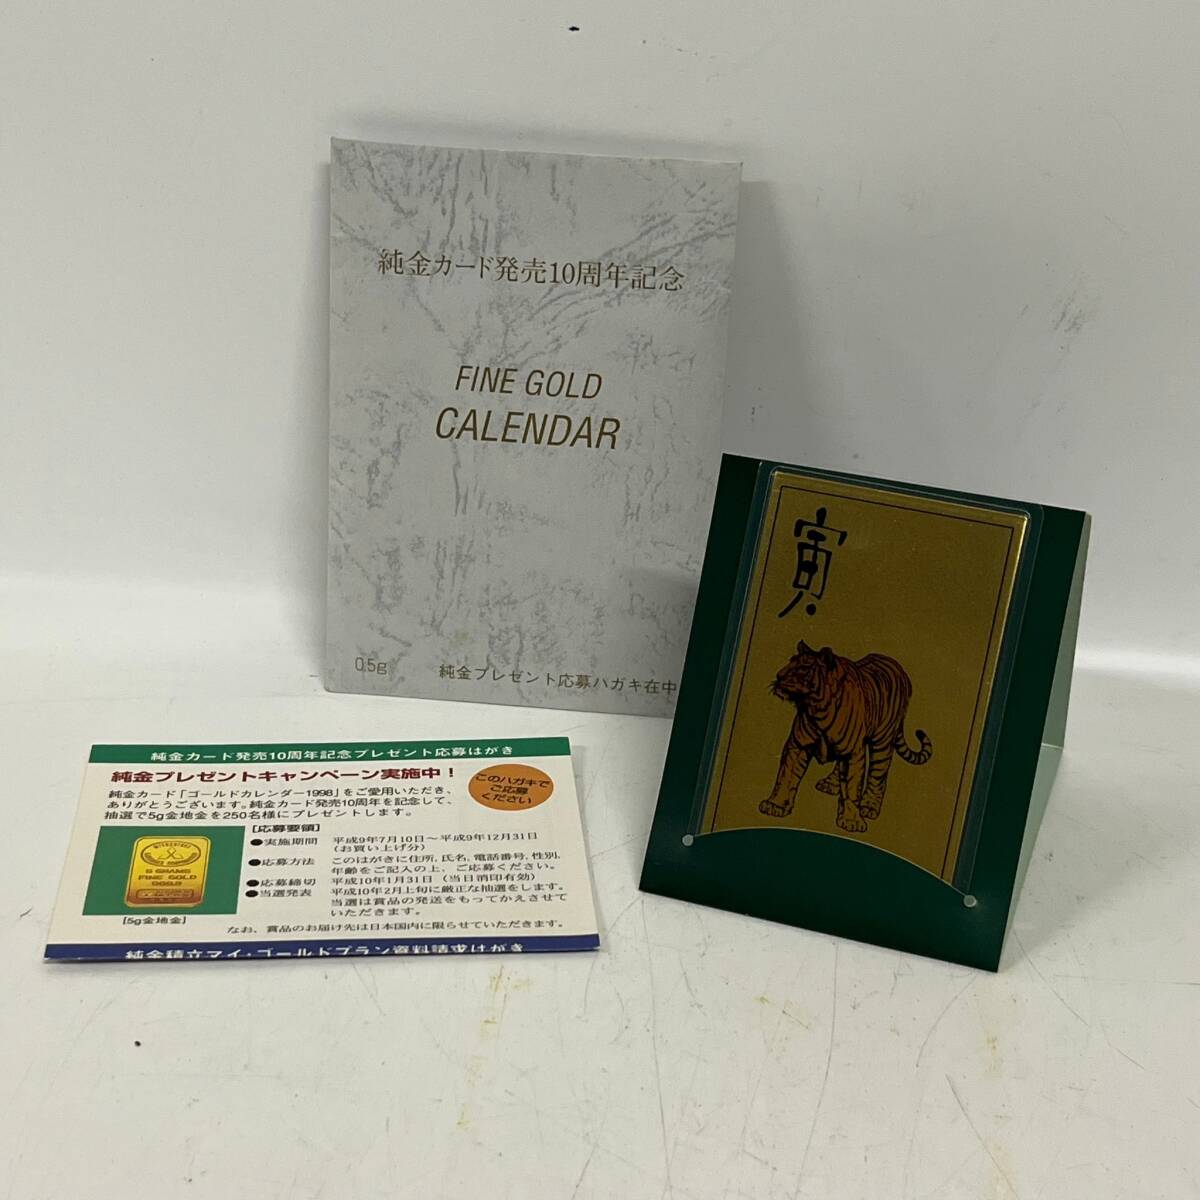 純金カード発売10周年記念
FINE GOLD
CALENDAR
0.5g 純金プレゼント応募ハガキ在中
寅
純金カード発売10周年記念プレゼント応募はがき
純金プレゼントキャンペーン実施中！
このハガキで
ご応募
ください
純金カード「ゴールドカレンダー1998」をご愛用いただき、
ありがとうございます。純金カード発売10周年を記念して、
抽選で5g金地金を250名様にプレゼントします。
[応募要領]
●実施期間 平成9年7月10日～平成9年12月31日
(お買い上げ分)
●応募方法 このはがきに住所、氏名、電話番号、性別、
年齢をご記入の上、ご応募ください。
●応募締切 平成10年1月31日（当日消印有効）
●当選発表 平成10年2月上旬に厳正な抽選をします。
当選は賞品の発送をもってかえさせて
いただきます。
なお、賞品のお届け先は日本国内に限らせていただきます。
5 GRAMS
FINE GOLD
[5g金地金]
純金積立マイ・ゴールドプラン資料請求はがき